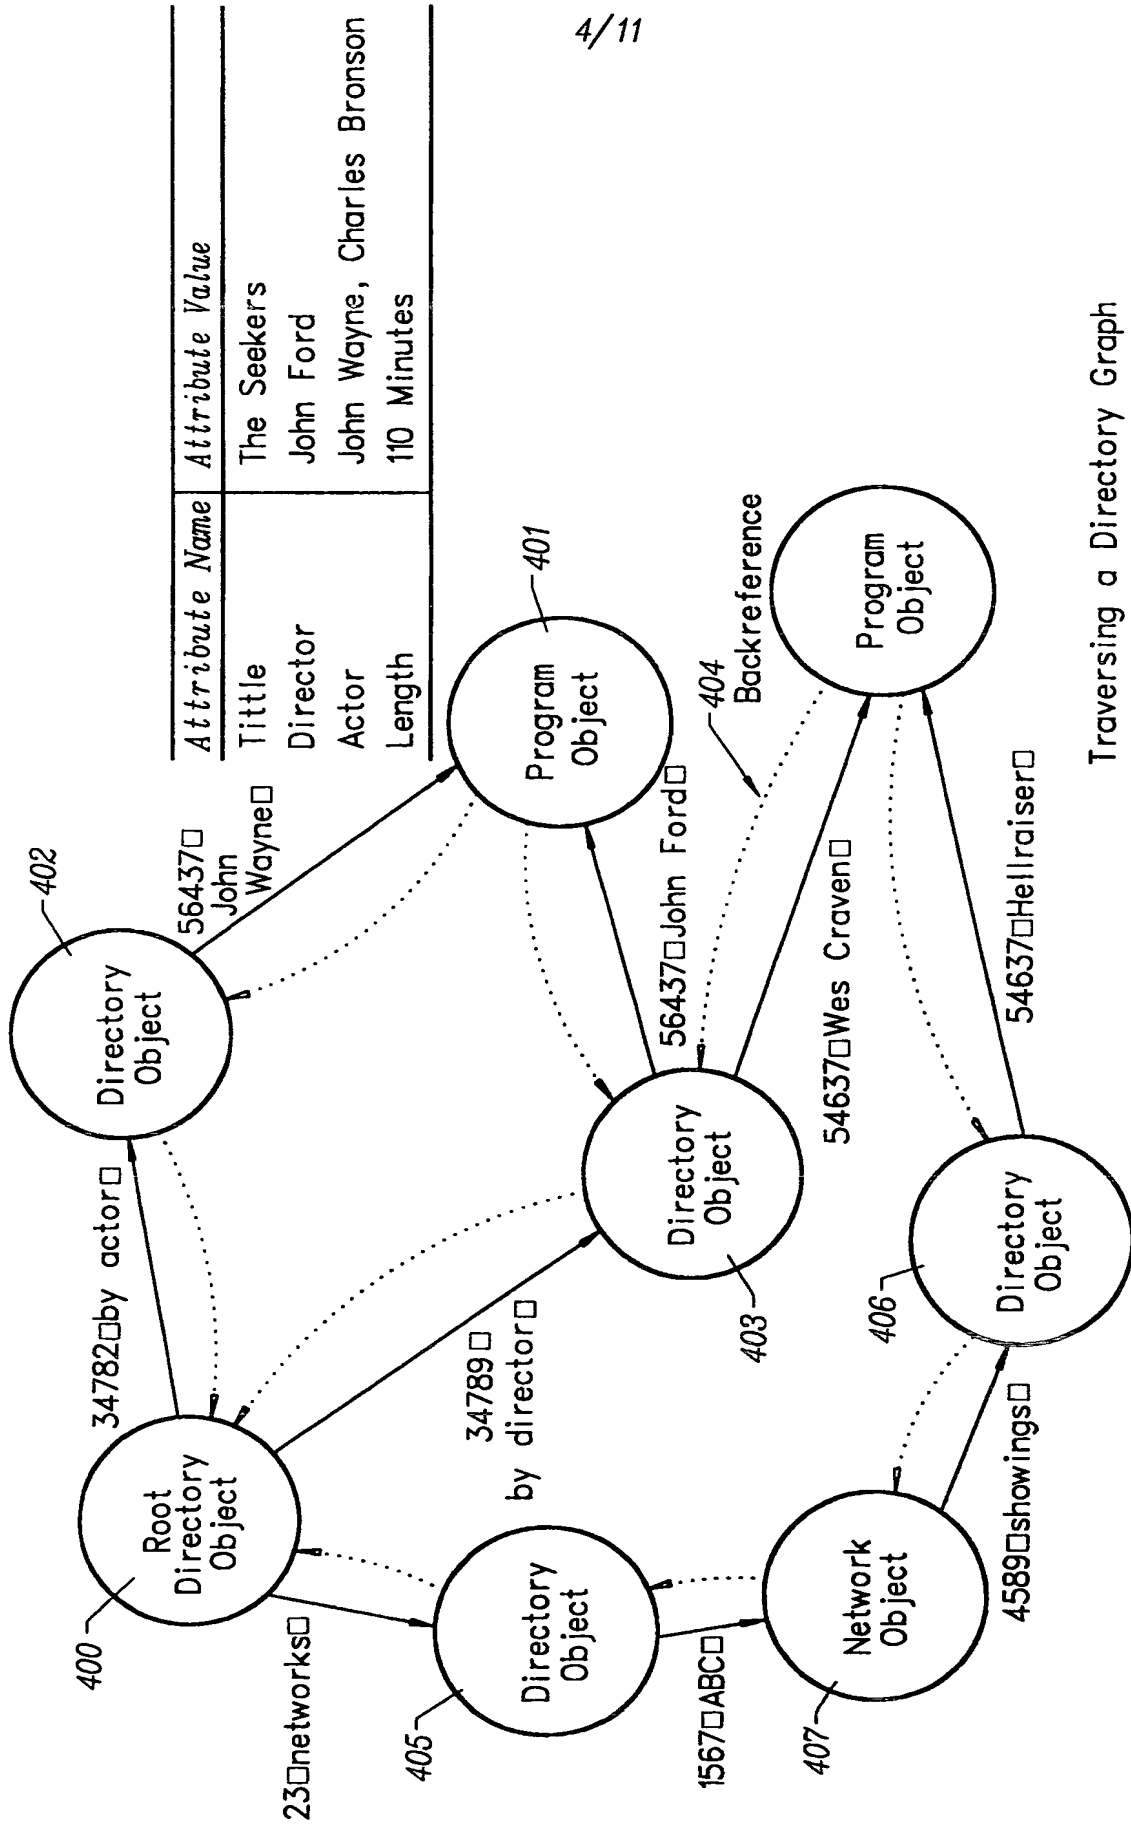 4/11
Attribute Name Attribute Value
Tittle The Seekers
Director John Ford
Actor John Wayne, Charles Bronson
Length 110 Minutes
400
Root
Directory
Object
34782□by actor□
402
Directory
Object
56437□
John
Wayne□
401
Program
Object
23□networks□
34789□
by director□
403
Directory
Object
56437□John Ford□
404
Backreference
405
Directory
Object
54637□Wes Craven□
Program
Object
1567□ABC□
407
Network
Object
406
Directory
Object
4589□showings□
54637□Hellraiser□
Traversing a Directory Graph